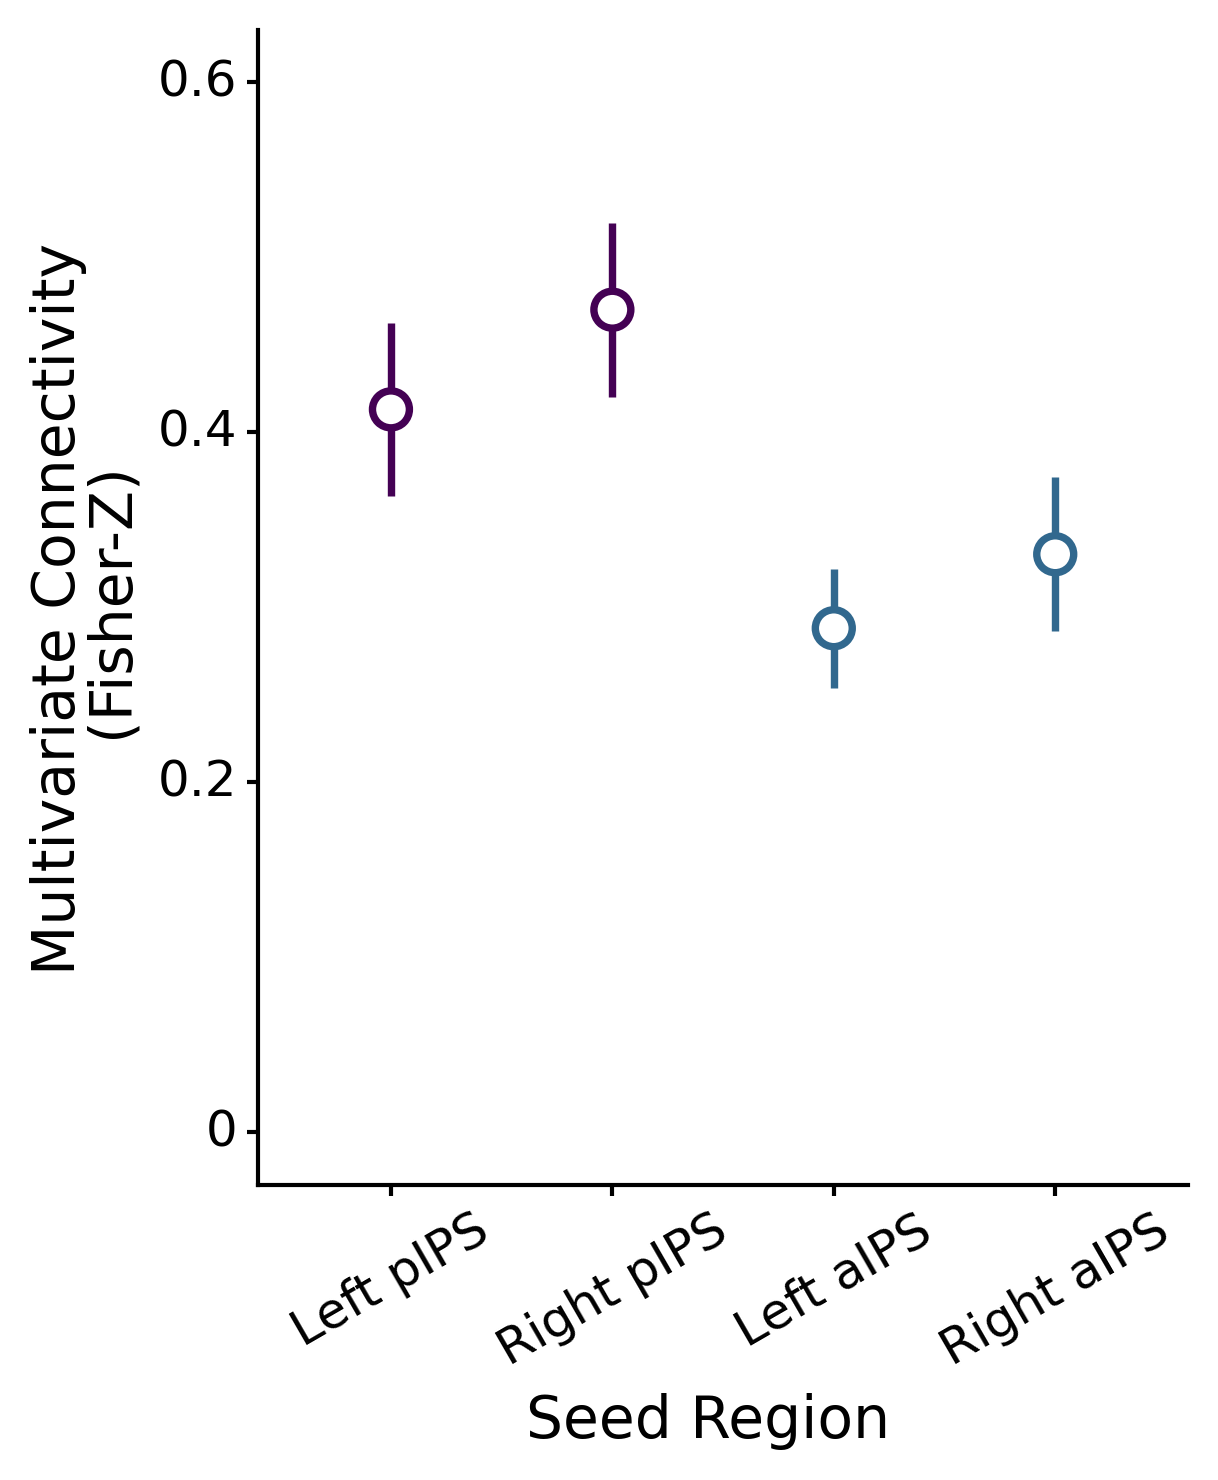 Multivariate Connectivity
(Fisher-Z)
0.6
0.4
0.2
0
Left pIPS
Right pIPS
Left aIPS
Right aIPS
Seed Region